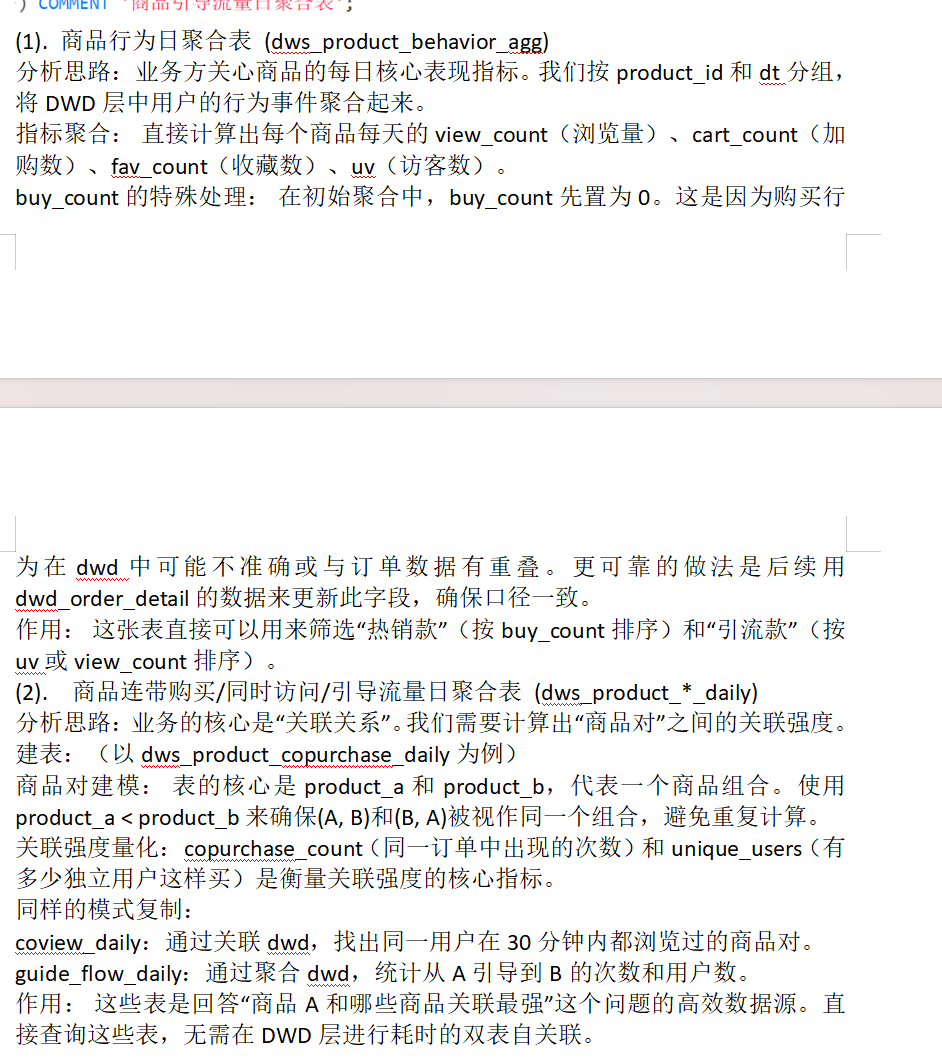 ) COMMENT '商品引导流量日聚合表';
(1). 商品行为日聚合表 (dws_product_behavior_agg)
分析思路：业务方关心商品的每日核心表现指标。我们按 product_id 和 dt 分组，
将 DWD 层中用户的行为事件聚合起来。
指标聚合： 直接计算出每个商品每天的 view_count（浏览量）、cart_count（加
购数）、fav_count（收藏数）、uv（访客数）。
buy_count 的特殊处理： 在初始聚合中，buy_count 先置为 0。这是因为购买行
为在 dwd 中可能不准确或与订单数据有重叠。更可靠的做法是后续用
dwd_order_detail 的数据来更新此字段，确保口径一致。
作用： 这张表直接可以用来筛选“热销款”（按 buy_count 排序）和“引流款”（按
uv 或 view_count 排序）。
(2). 商品连带购买/同时访问/引导流量日聚合表 (dws_product_*_daily)
分析思路：业务的核心是“关联关系”。我们需要计算出“商品对”之间的关联强度。
建表：（以 dws_product_copurchase_daily 为例）
商品对建模： 表的核心是 product_a 和 product_b，代表一个商品组合。使用
product_a < product_b 来确保(A, B)和(B, A)被视作同一个组合，避免重复计算。
关联强度量化：copurchase_count（同一订单中出现的次数）和 unique_users（有
多少独立用户这样买）是衡量关联强度的核心指标。
同样的模式复制：
coview_daily：通过关联 dwd，找出同一用户在 30 分钟内都浏览过的商品对。
guide_flow_daily：通过聚合 dwd，统计从 A 引导到 B 的次数和用户数。
作用： 这些表是回答“商品 A 和哪些商品关联最强”这个问题的高效数据源。直
接查询这些表，无需在 DWD 层进行耗时的双表自关联。